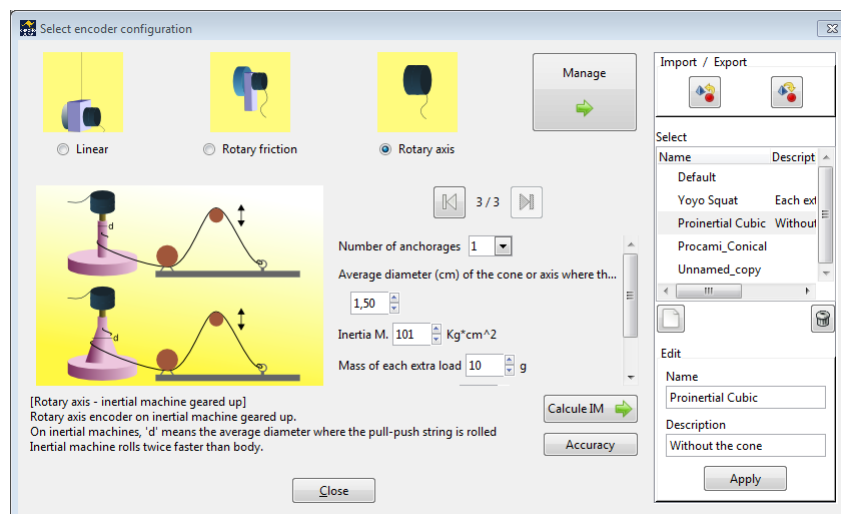 Select encoder configuration
Linear
Rotary friction
Rotary axis
Manage
d
d
3 / 3
Number of anchorages 1
Average diameter (cm) of the cone or axis where th...
1,50
Inertia M. 101 Kg*cm^2
Mass of each extra load 10 g
[Rotary axis - inertial machine geared up]
Rotary axis encoder on inertial machine geared up.
On inertial machines, 'd' means the average diameter where the pull-push string is rolled
Inertial machine rolls twice faster than body.
Calcule IM
Accuracy
Close
Import / Export
Select
Name Descript
Default
Yoyo Squat Each ext
Proinertial Cubic Without
Procami_Conical
Unnamed_copy
Edit
Name
Proinertial Cubic
Description
Without the cone
Apply